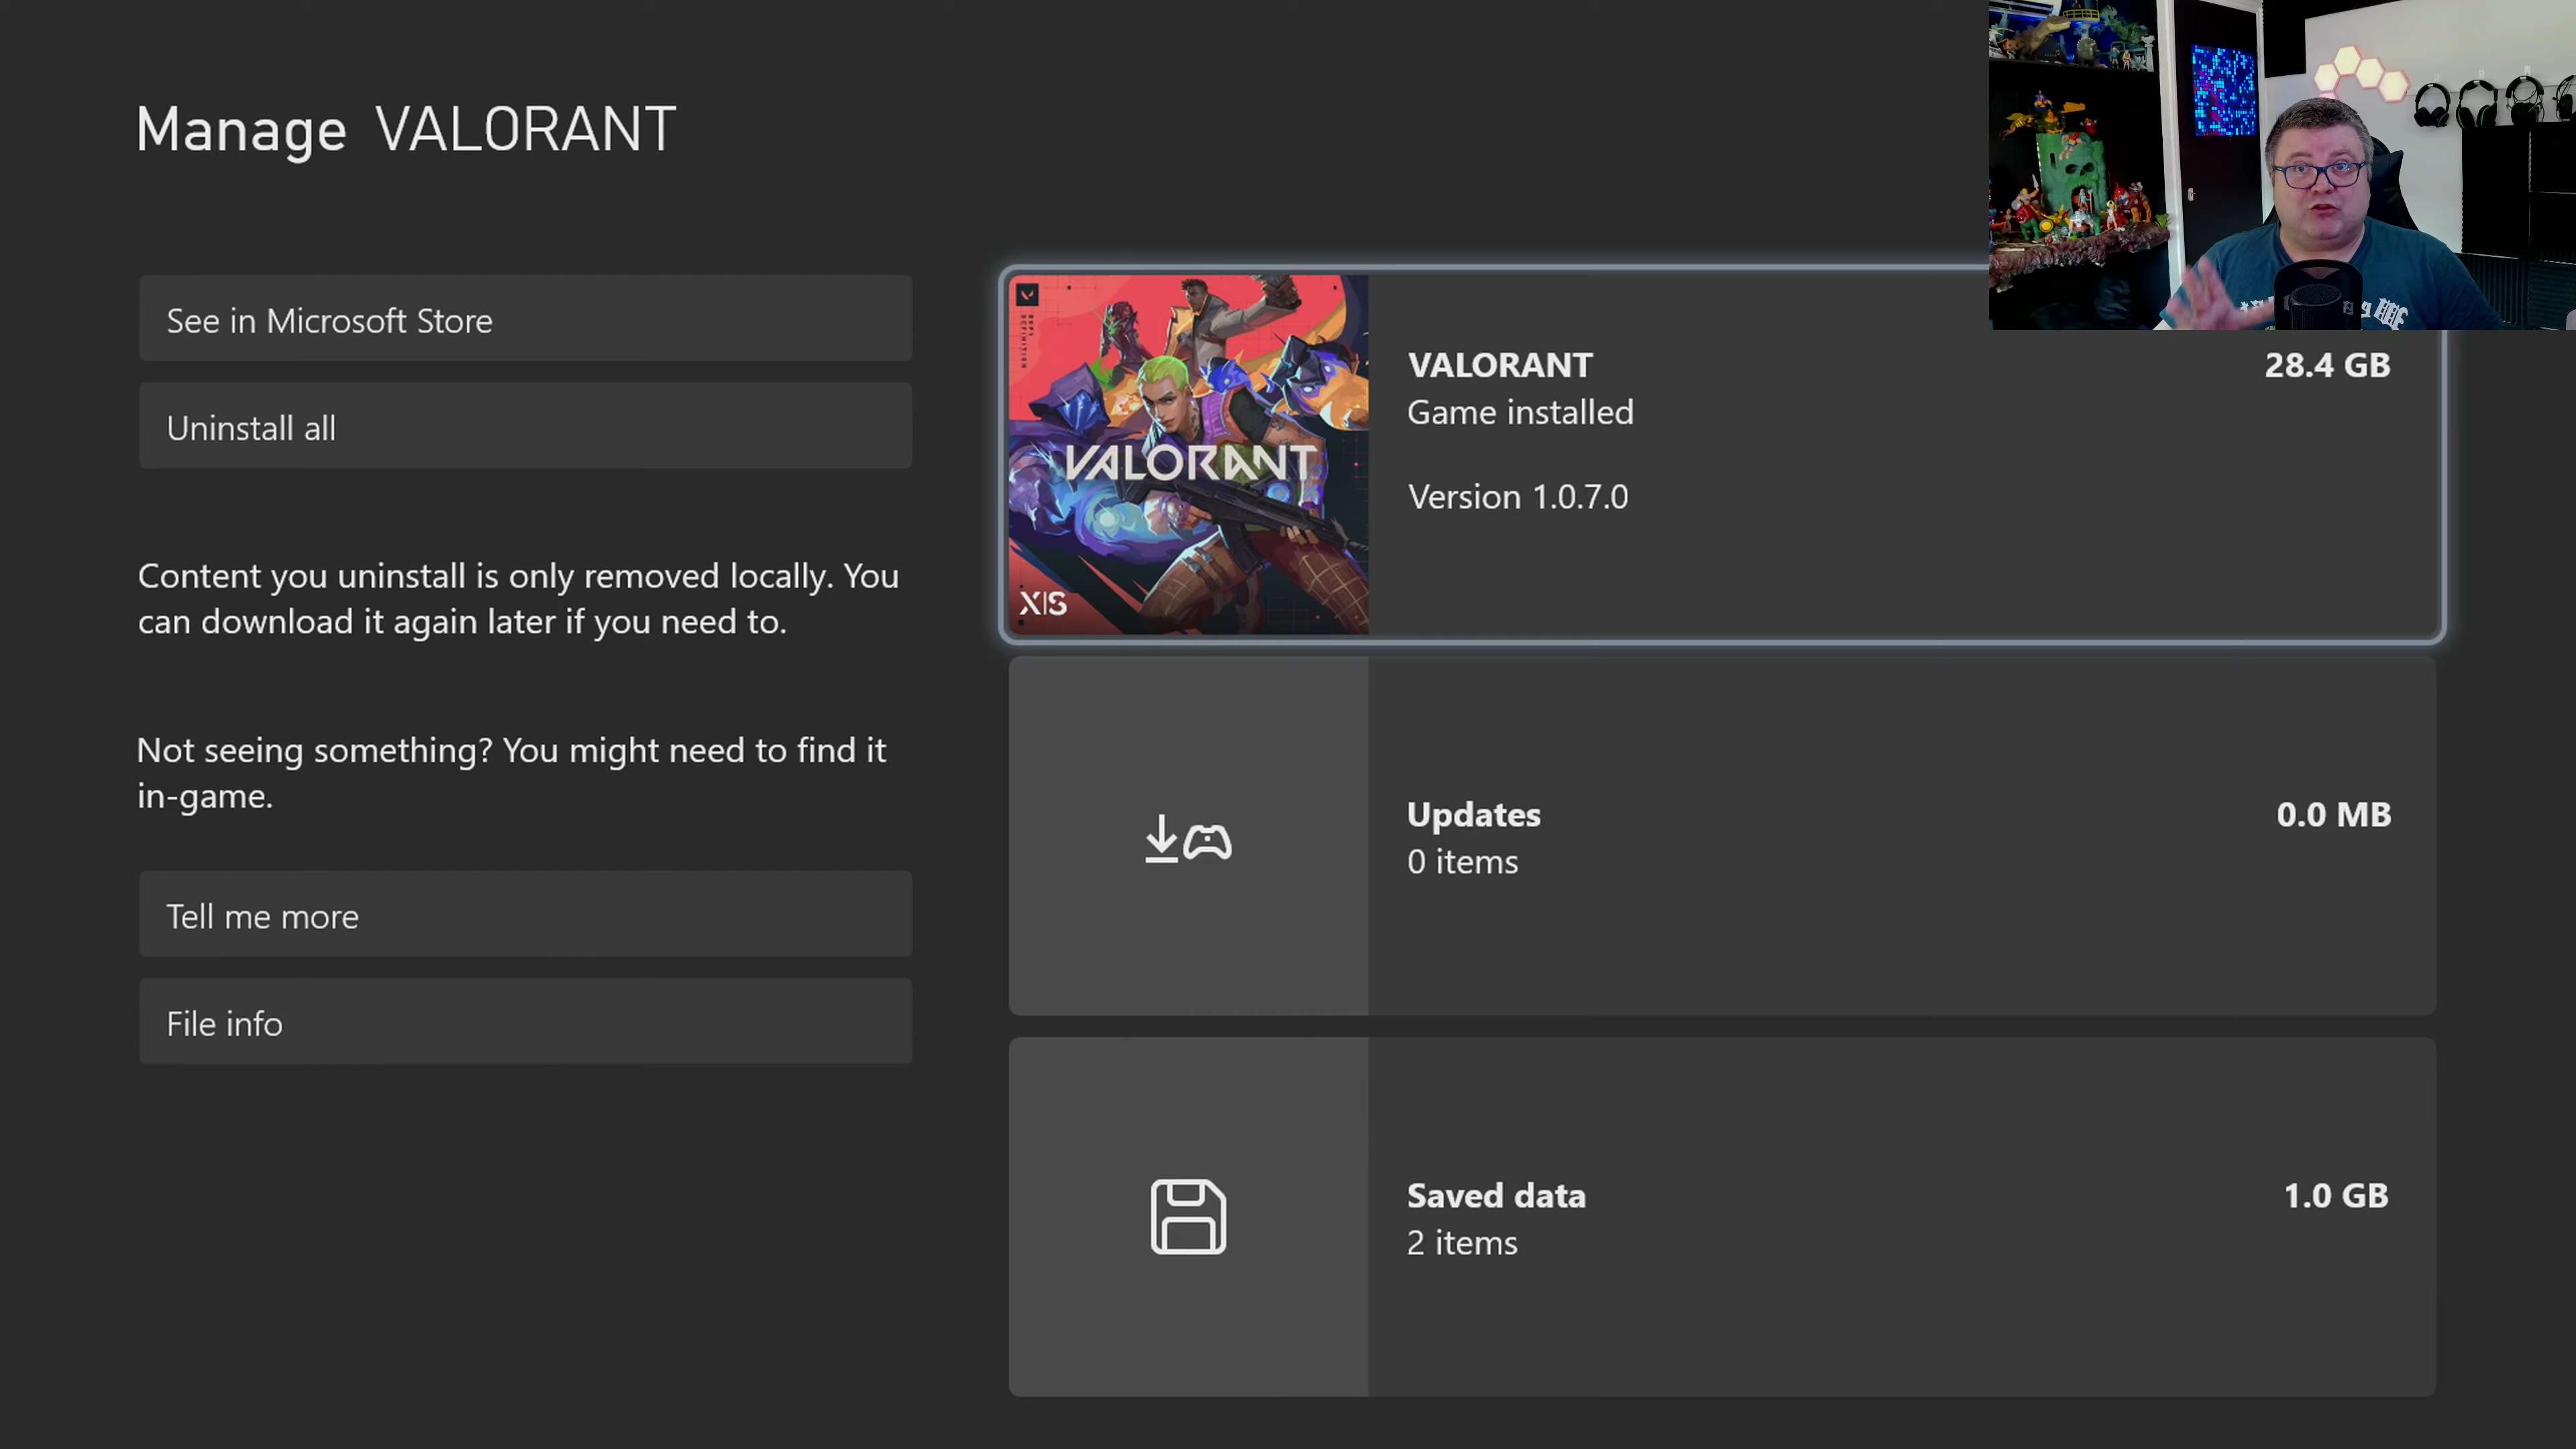 Manage VALORANT
See in Microsoft Store
Uninstall all
Content you uninstall is only removed locally. You
can download it again later if you need to.
Not seeing something? You might need to find it
in-game.
Tell me more
File info
VALORANT
X|S
VALORANT
28.4 GB
Game installed
Version 1.0.7.0
Updates
0.0 MB
0 items
Saved data
1.0 GB
2 items